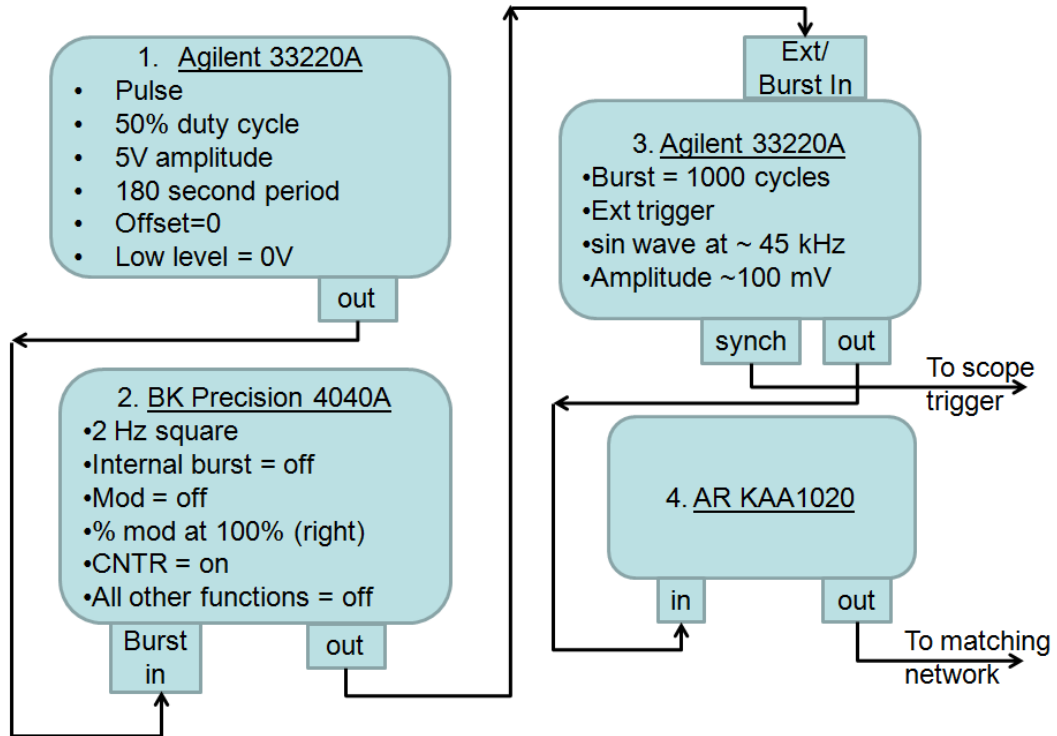 1. Agilent 33220A
• Pulse
• 50% duty cycle
• 5V amplitude
• 180 second period
• Offset=0
• Low level = 0V
out
2. BK Precision 4040A
•2 Hz square
•Internal burst = off
•Mod = off
•% mod at 100% (right)
•CNTR = on
•All other functions = off
Burst
in
out
Ext/
Burst In
3. Agilent 33220A
•Burst = 1000 cycles
•Ext trigger
•sin wave at ~ 45 kHz
•Amplitude ~100 mV
synch
out
To scope
trigger
4. AR KAA1020
in
out
To matching
network